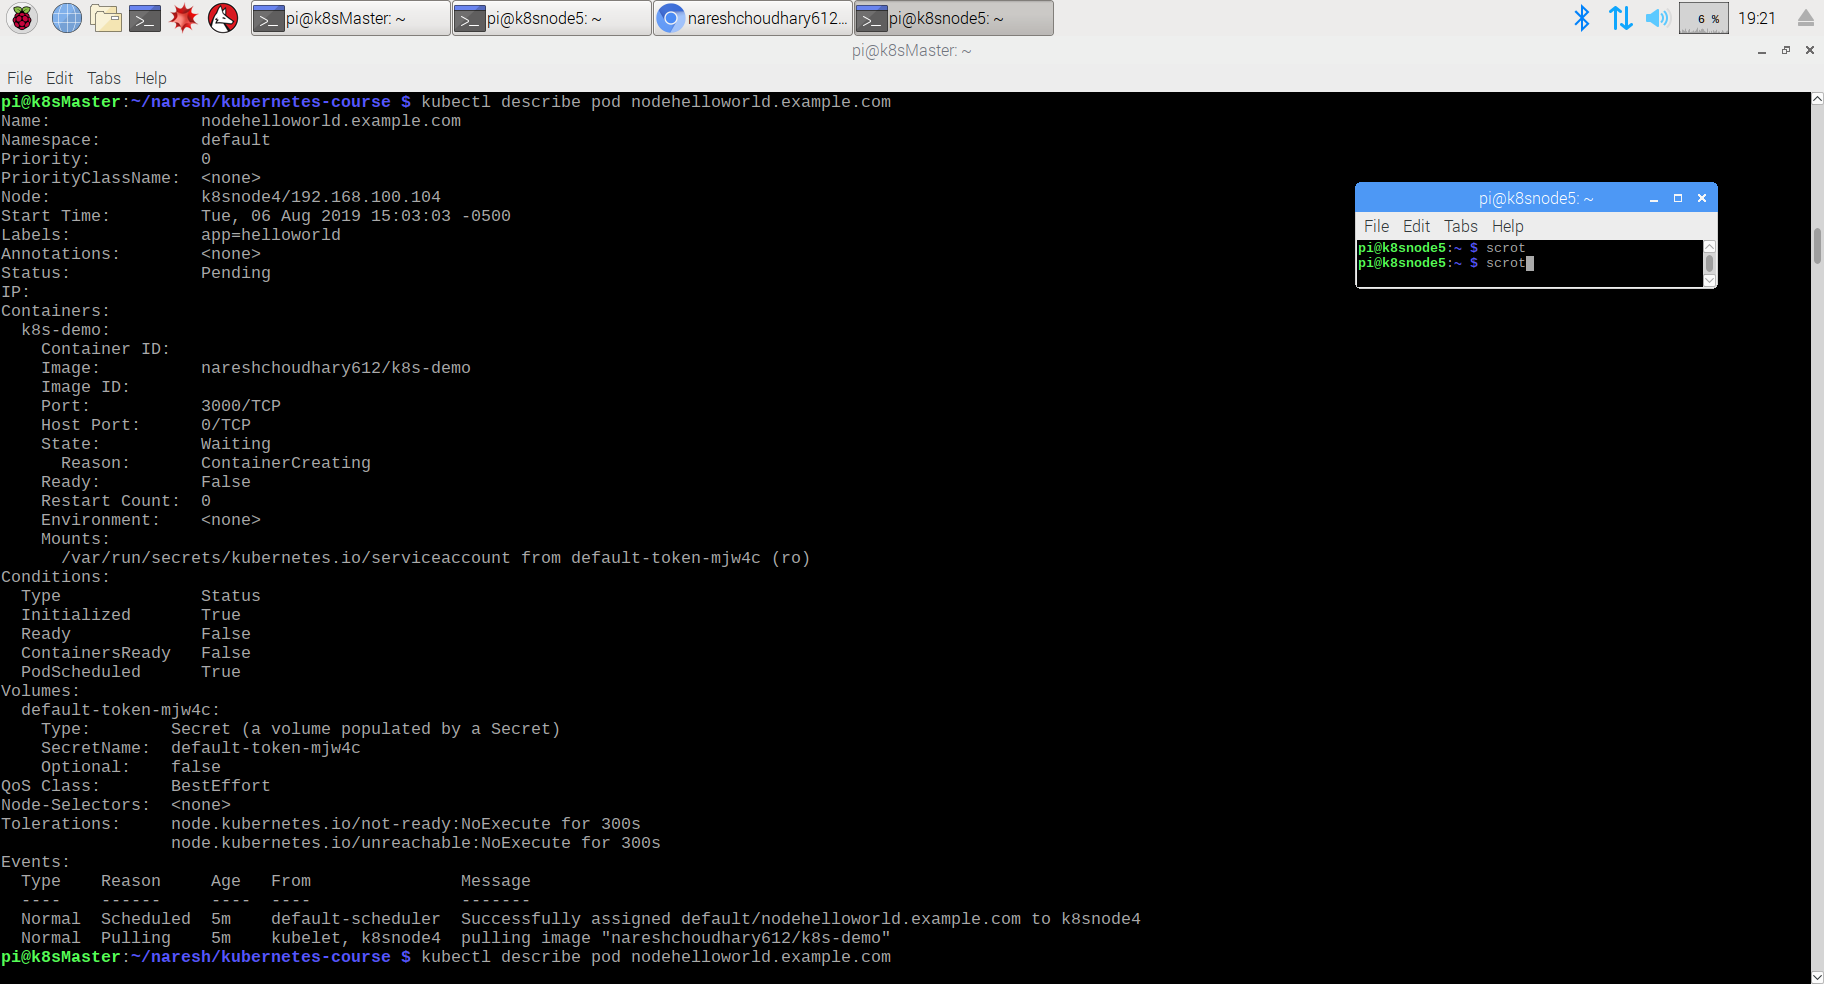 pi@k8sMaster: ~
pi@k8snode5: ~
nareshchoudhary612...
pi@k8snode5: ~
6 %
19:21
pi@k8sMaster: ~
File Edit Tabs Help
pi@k8sMaster:~/naresh/kubernetes-course $ kubectl describe pod nodehelloworld.example.com
Name:               nodehelloworld.example.com
Namespace:          default
Priority:           0
PriorityClassName:  <none>
Node:               k8snode4/192.168.100.104
Start Time:         Tue, 06 Aug 2019 15:03:03 -0500
Labels:             app=helloworld
Annotations:        <none>
Status:             Pending
IP:
Containers:
  k8s-demo:
    Container ID:
    Image:          nareshchoudhary612/k8s-demo
    Image ID:
    Port:           3000/TCP
    Host Port:      0/TCP
    State:          Waiting
      Reason:       ContainerCreating
    Ready:          False
    Restart Count:  0
    Environment:    <none>
    Mounts:
      /var/run/secrets/kubernetes.io/serviceaccount from default-token-mjw4c (ro)
Conditions:
  Type              Status
  Initialized       True
  Ready             False
  ContainersReady   False
  PodScheduled      True
Volumes:
  default-token-mjw4c:
    Type:        Secret (a volume populated by a Secret)
    SecretName:  default-token-mjw4c
    Optional:    false
QoS Class:       BestEffort
Node-Selectors:  <none>
Tolerations:     node.kubernetes.io/not-ready:NoExecute for 300s
                 node.kubernetes.io/unreachable:NoExecute for 300s
Events:
  Type    Reason     Age   From               Message
  ----    ------     ----  ----               -------
  Normal  Scheduled  5m    default-scheduler  Successfully assigned default/nodehelloworld.example.com to k8snode4
  Normal  Pulling    5m    kubelet, k8snode4  pulling image "nareshchoudhary612/k8s-demo"
pi@k8sMaster:~/naresh/kubernetes-course $ kubectl describe pod nodehelloworld.example.com
pi@k8snode5: ~
File Edit Tabs Help
pi@k8snode5:~ $ scrot
pi@k8snode5:~ $ scrot